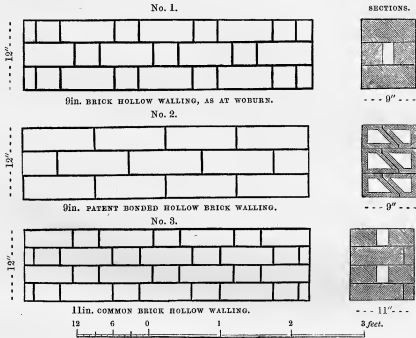 No. 1.
SECTIONS.
12"
9in. BRICK HOLLOW WALLING, AS AT WOBURN.
9"
No. 2.
12"
9in. PATENT BONDED HOLLOW BRICK WALLING.
9"
No. 3.
12"
11in. COMMON BRICK HOLLOW WALLING.
11"
12 6 0 1 2 3 feet.